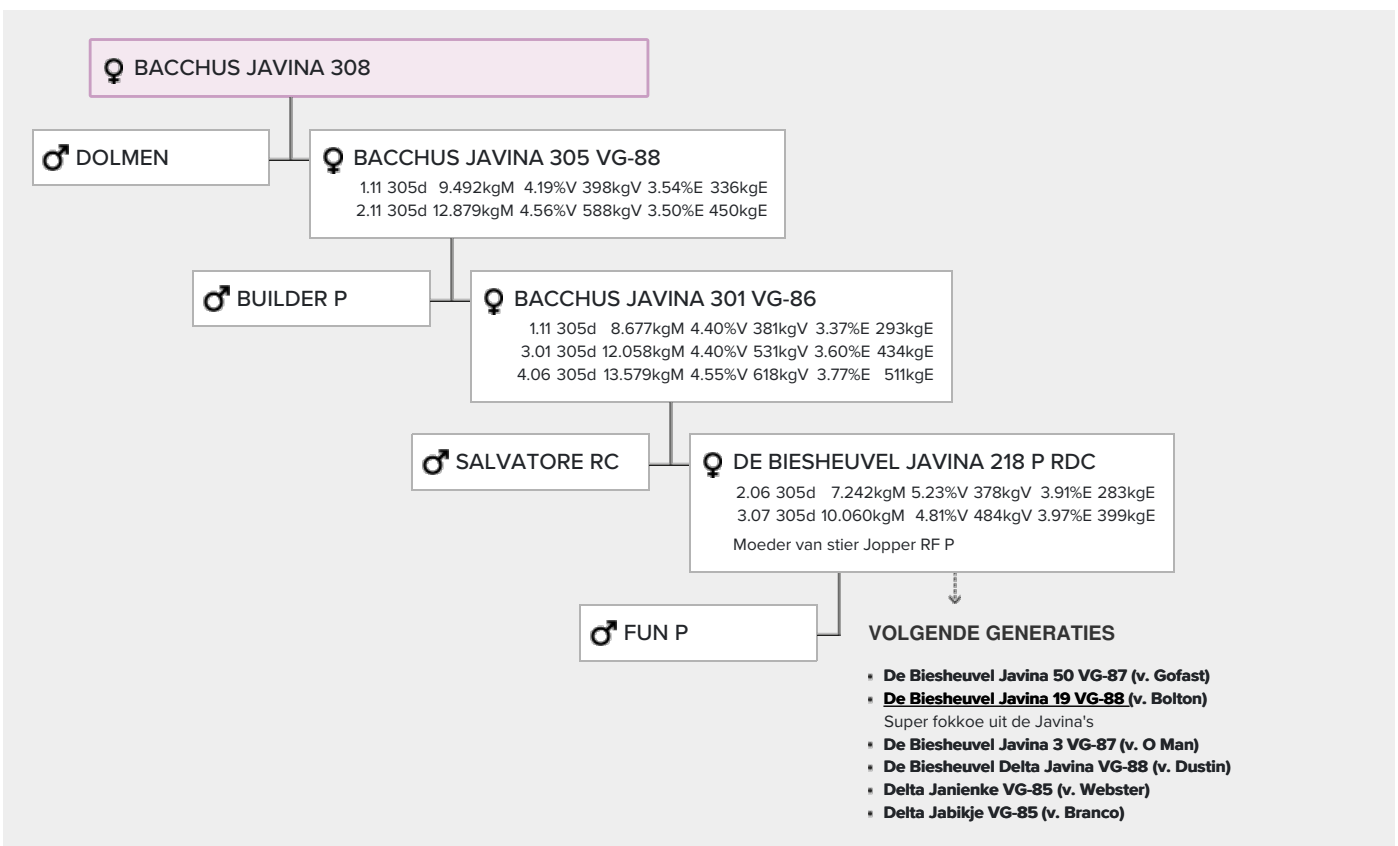 BACCHUS JAVINA 308
DOLMEN
BACCHUS JAVINA 305 VG-88
1.11 305d 9.492kgM 4.19%V 398kgV 3.54%E 336kgE
2.11 305d 12.879kgM 4.56%V 588kgV 3.50%E 450kgE
BUILDER P
BACCHUS JAVINA 301 VG-86
1.11 305d 8.677kgM 4.40%V 381kgV 3.37%E 293kgE
3.01 305d 12.058kgM 4.40%V 531kgV 3.60%E 434kgE
4.06 305d 13.579kgM 4.55%V 618kgV 3.77%E 511kgE
SALVATORE RC
DE BIESHEUVEL JAVINA 218 P RDC
2.06 305d 7.242kgM 5.23%V 378kgV 3.91%E 283kgE
3.07 305d 10.060kgM 4.81%V 484kgV 3.97%E 399kgE
Moeder van stier Jopper RF P
FUN P
VOLGENDE GENERATIES
De Biesheuvel Javina 50 VG-87 (v. Gofast)
De Biesheuvel Javina 19 VG-88 (v. Bolton)
Super fokkoe uit de Javina's
De Biesheuvel Javina 3 VG-87 (v. O Man)
De Biesheuvel Delta Javina VG-88 (v. Dustin)
Delta Janienke VG-85 (v. Webster)
Delta Jabikje VG-85 (v. Branco)